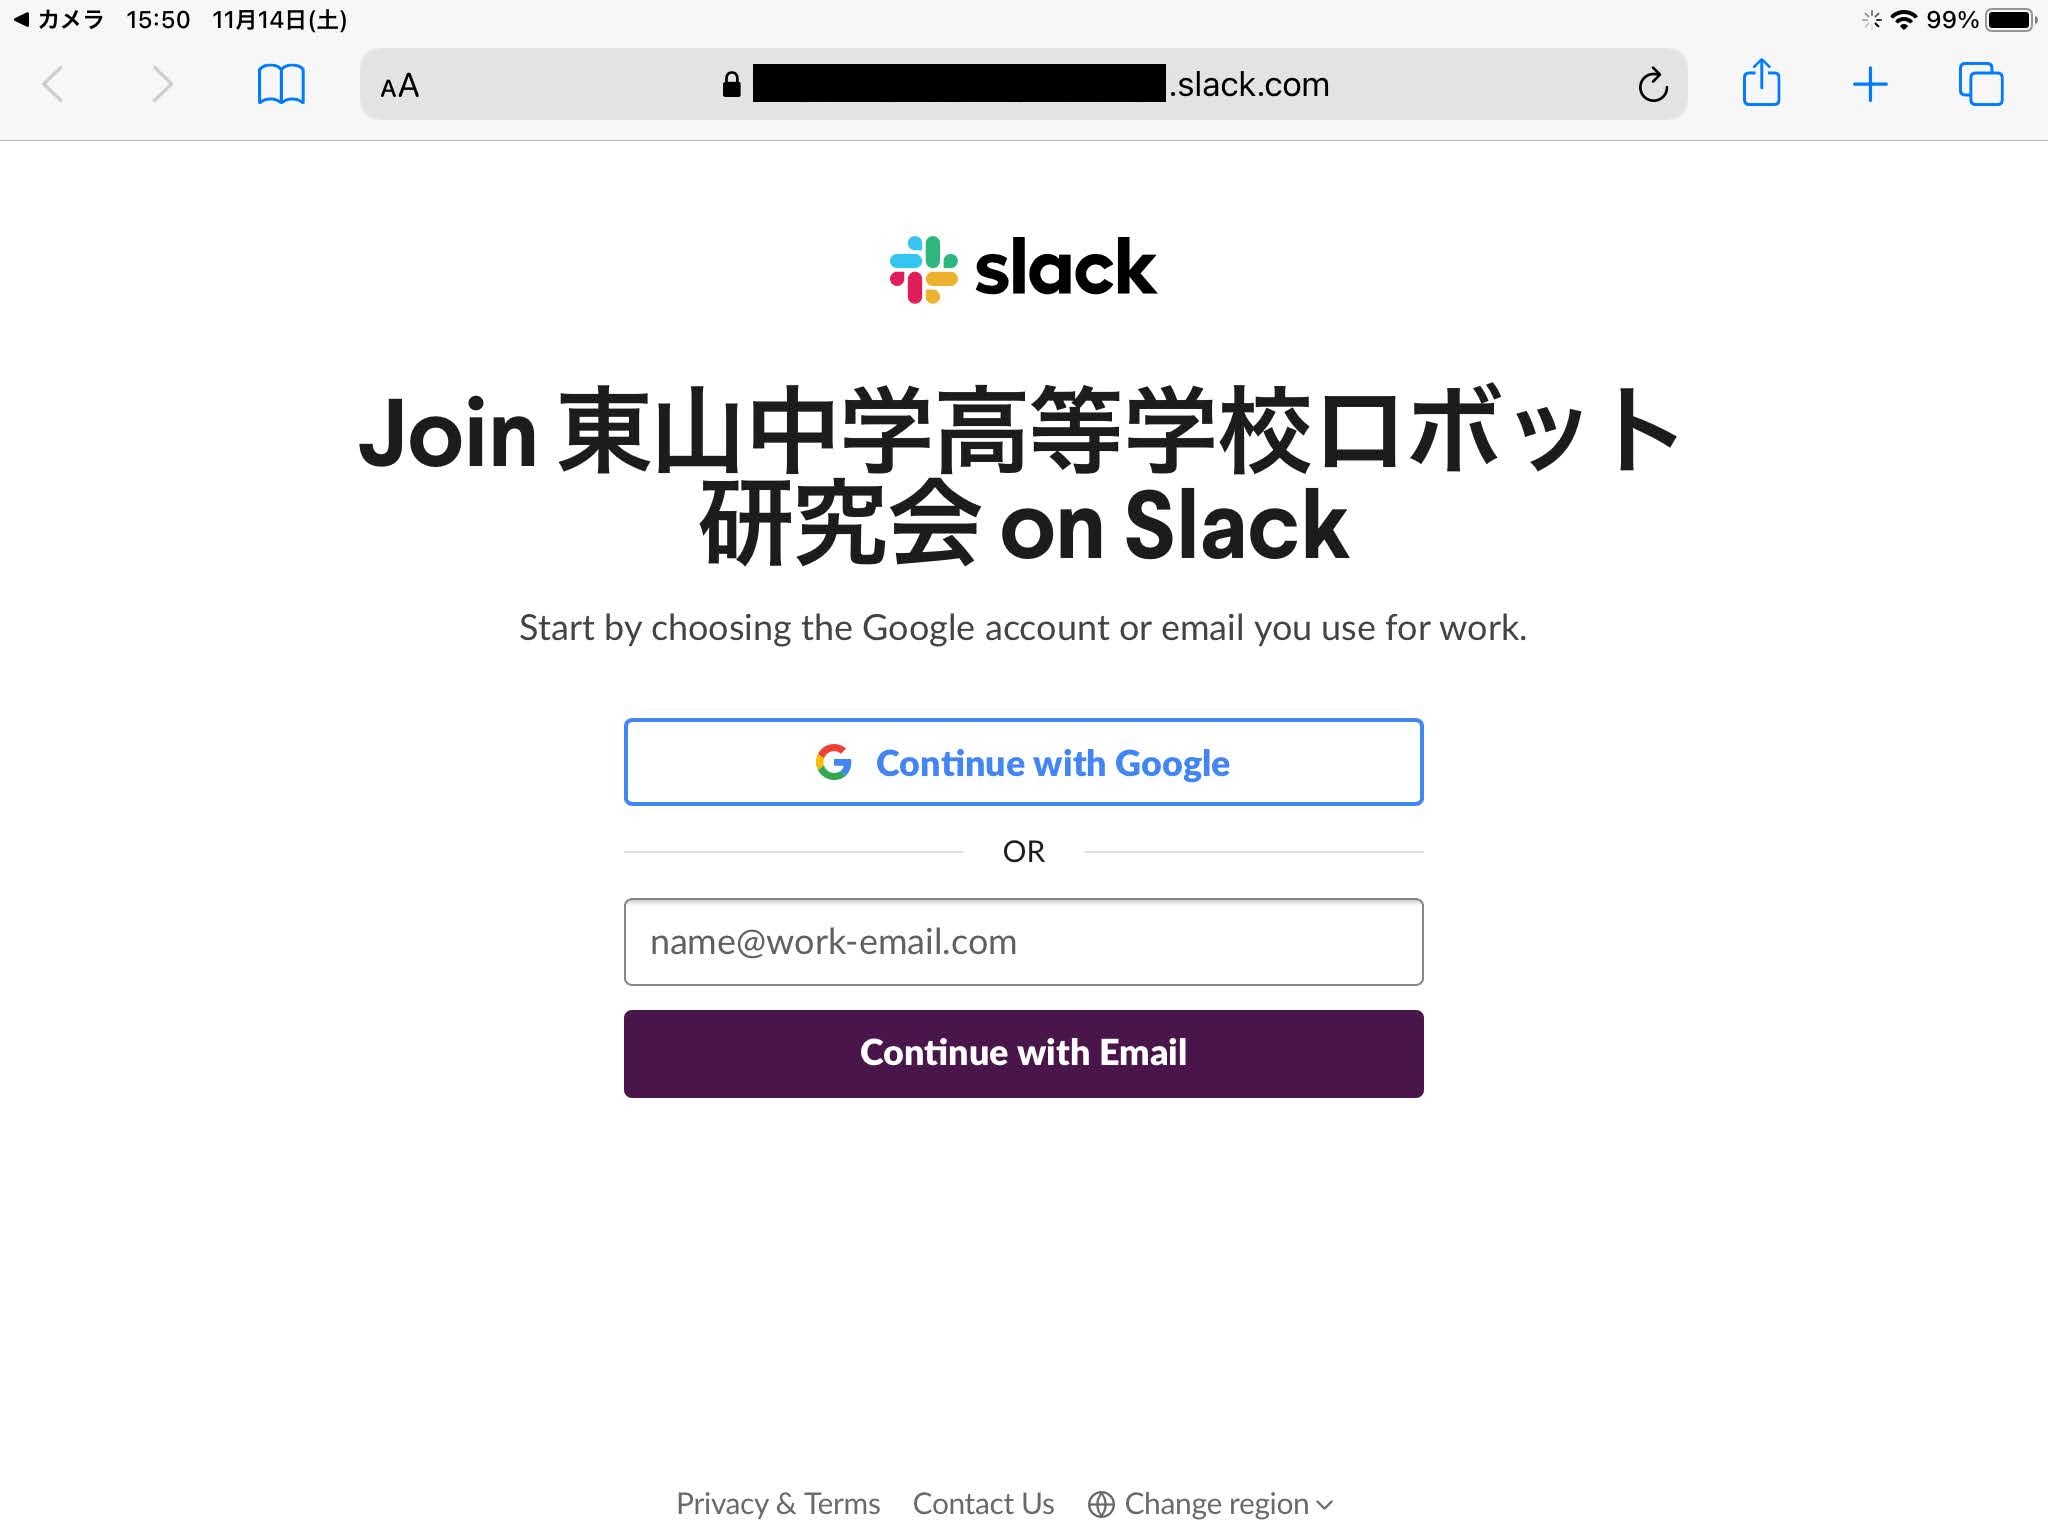 ◀ カメラ 15:50 11月14日(土) 99%
AA .slack.com
slack
Join 東山中学高等学校ロボット
研究会 on Slack
Start by choosing the Google account or email you use for work.
G Continue with Google
OR
name@work-email.com
Continue with Email
Privacy & Terms Contact Us Change region